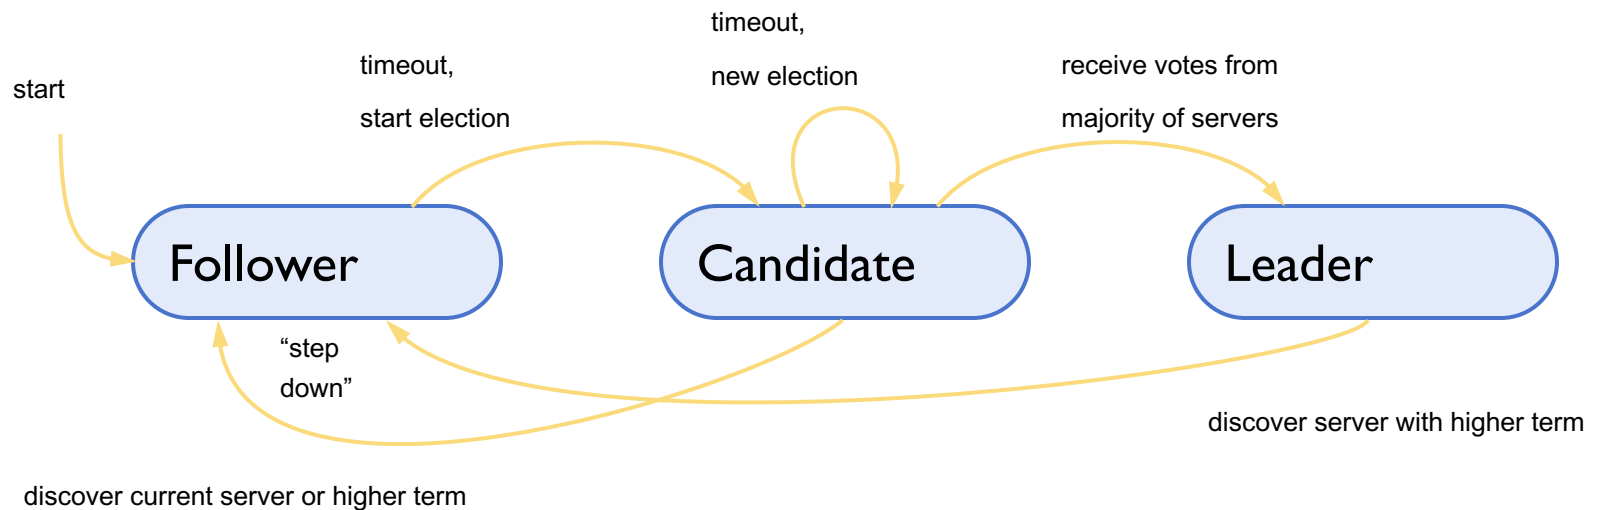 timeout,
new election
timeout,
start election
receive votes from
majority of servers
start
Follower
Candidate
Leader
“step
down”
discover server with higher term
discover current server or higher term